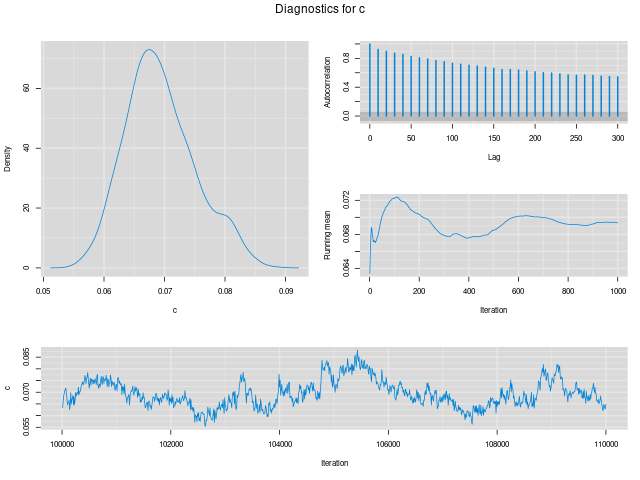 Diagnostics for c
Density
0 20 40 60
0.05 0.06 0.07 0.08 0.09
c
Autocorrelation
0.0 0.4 0.8
0 50 100 150 200 250 300
Lag
Running mean
0.064 0.068 0.072
0 200 400 600 800 1000
Iteration
c
0.055 0.070 0.085
100000 102000 104000 106000 108000 110000
Iteration